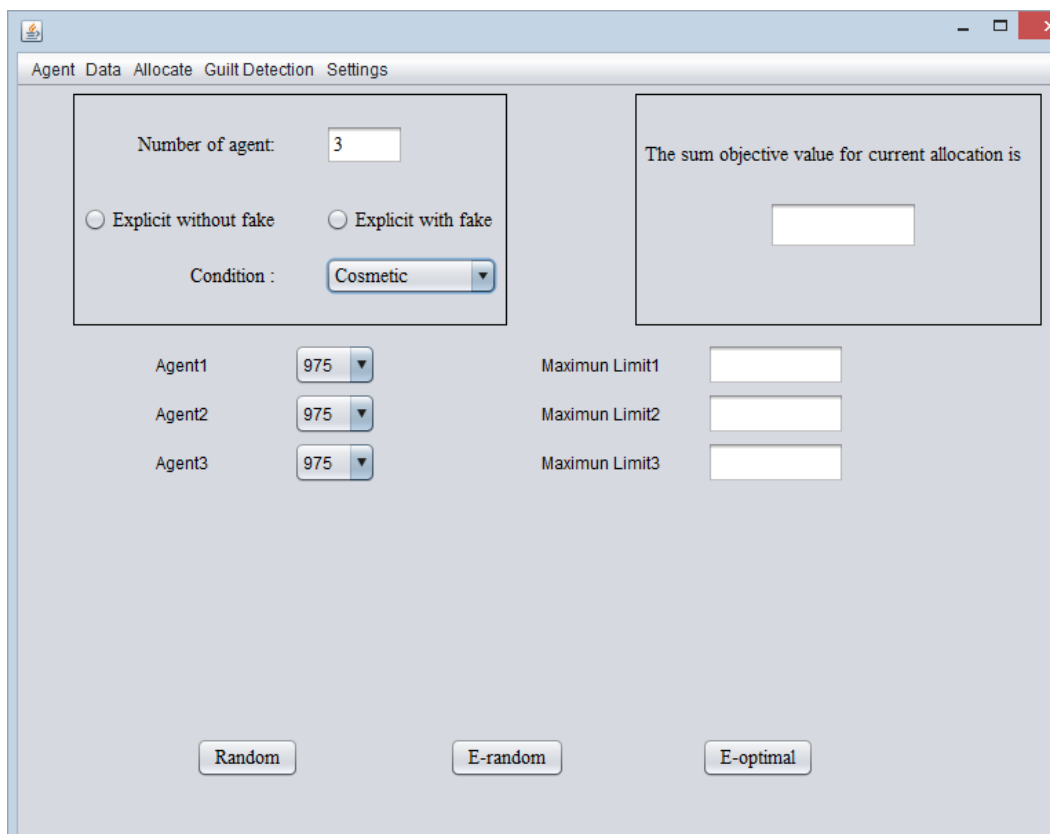 Agent Data Allocate Guilt Detection Settings
Number of agent: 3
The sum objective value for current allocation is
Explicit without fake Explicit with fake
Condition : Cosmetic
Agent1 975 Maximun Limit1
Agent2 975 Maximun Limit2
Agent3 975 Maximun Limit3
Random E-random E-optimal